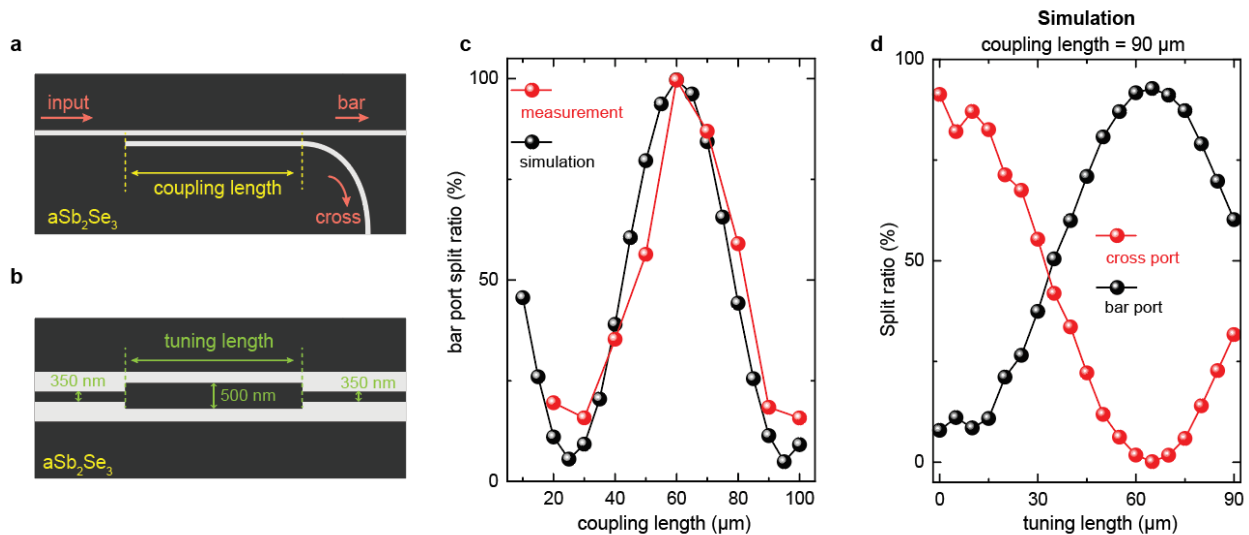 a
input
bar
coupling length
cross
aSb₂Se₃
b
tuning length
350 nm
500 nm
350 nm
aSb₂Se₃
c
100
50
0
bar port split ratio (%)
measurement
simulation
20
40
60
80
100
coupling length (µm)
Simulation
d
coupling length = 90 µm
100
50
0
Split ratio (%)
cross port
bar port
0
30
60
90
tuning length (µm)